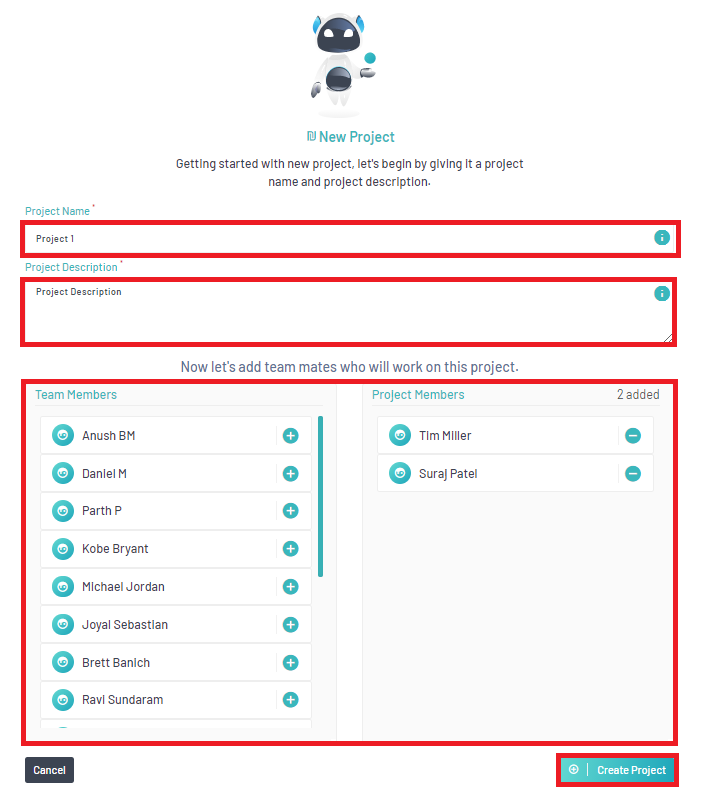 ₪ New Project
Getting started with new project, let's begin by giving it a project
name and project description.
Project Name *
Project 1
Project Description *
Project Description
Now let's add team mates who will work on this project.
Team Members
Anush BM
Daniel M
Parth P
Kobe Bryant
Michael Jordan
Joyal Sebastian
Brett Banich
Ravi Sundaram
Project Members 2 added
Tim Miller
Suraj Patel
Cancel
Create Project